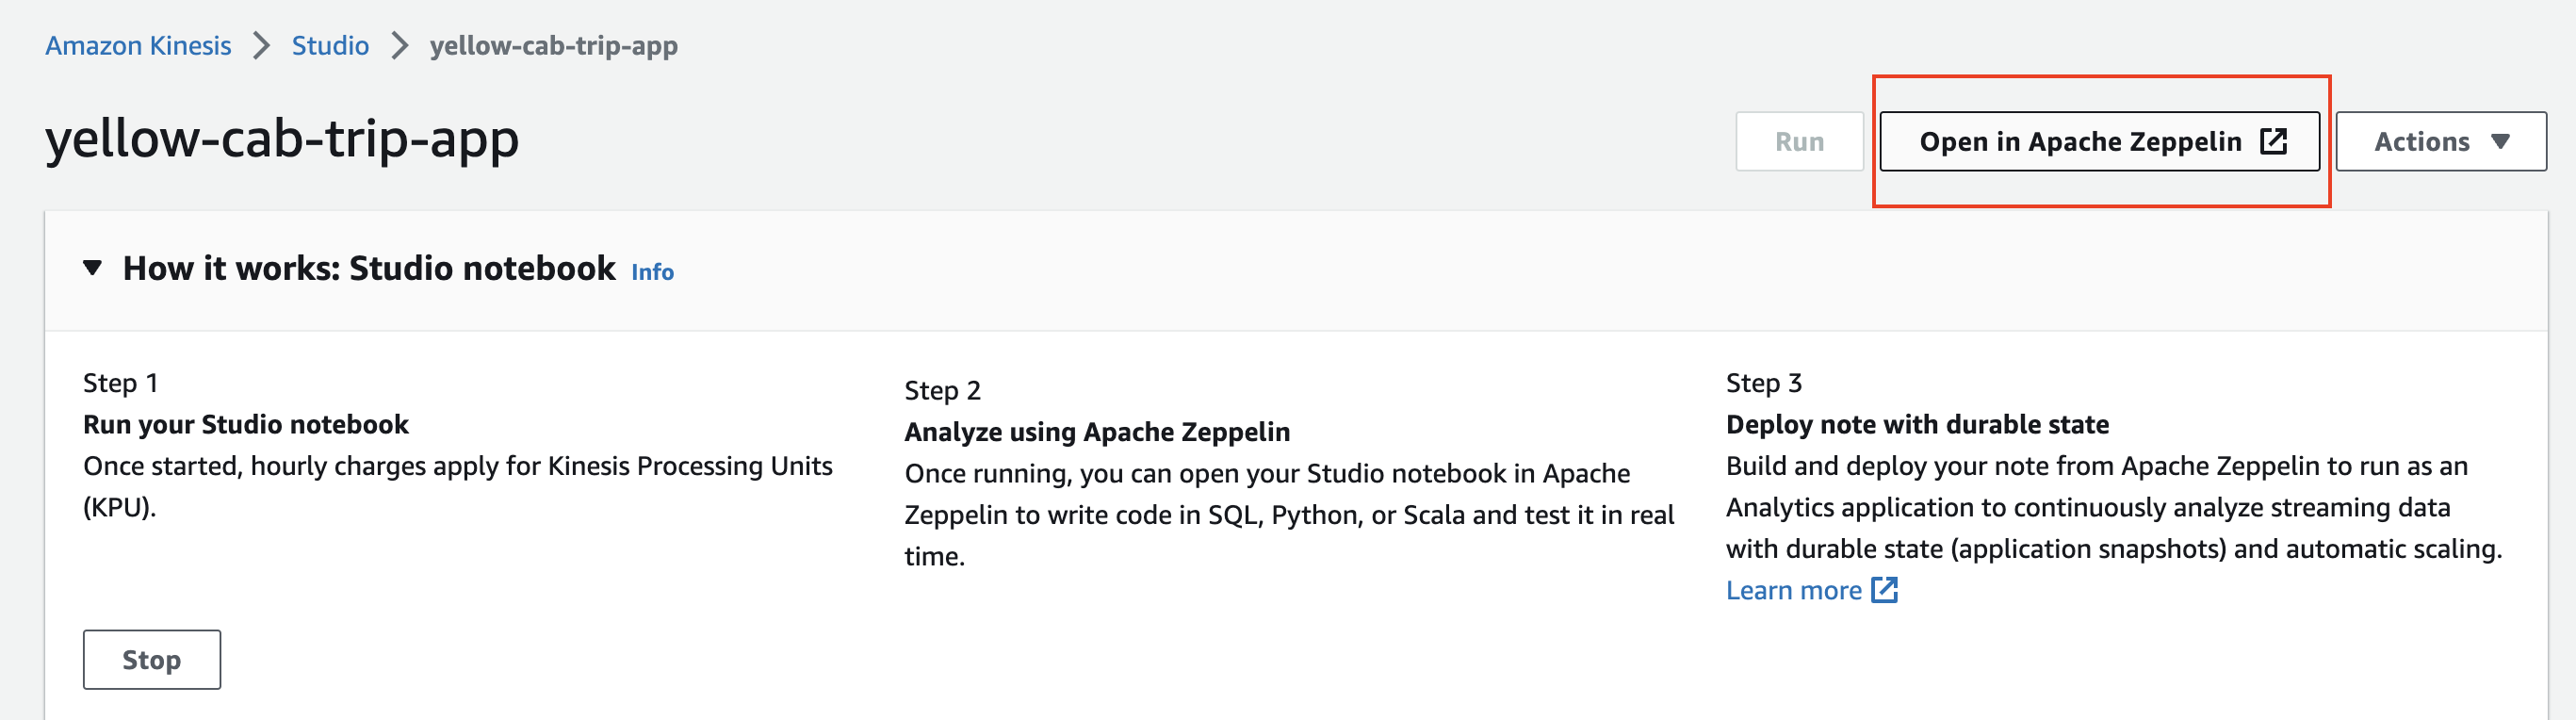 Amazon Kinesis > Studio > yellow-cab-trip-app
yellow-cab-trip-app
Run
Open in Apache Zeppelin
Actions
How it works: Studio notebook Info
Step 1
Run your Studio notebook
Once started, hourly charges apply for Kinesis Processing Units
(KPU).
Stop
Step 2
Analyze using Apache Zeppelin
Once running, you can open your Studio notebook in Apache
Zeppelin to write code in SQL, Python, or Scala and test it in real
time.
Step 3
Deploy note with durable state
Build and deploy your note from Apache Zeppelin to run as an
Analytics application to continuously analyze streaming data
with durable state (application snapshots) and automatic scaling.
Learn more